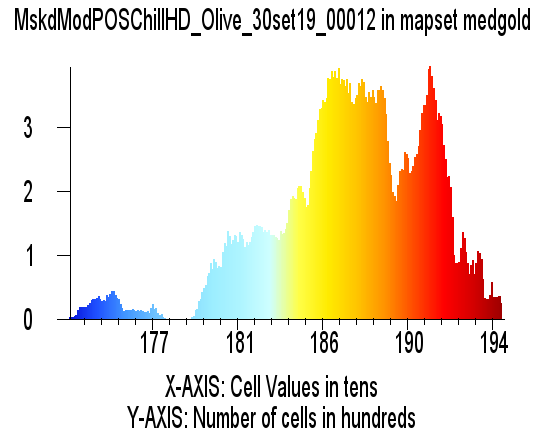 MskdModPOSChillHD_Olive_30set19_00012 in mapset medgold
3
2
1
0
177 181 186 190 194
X-AXIS: Cell Values in tens
Y-AXIS: Number of cells in hundreds